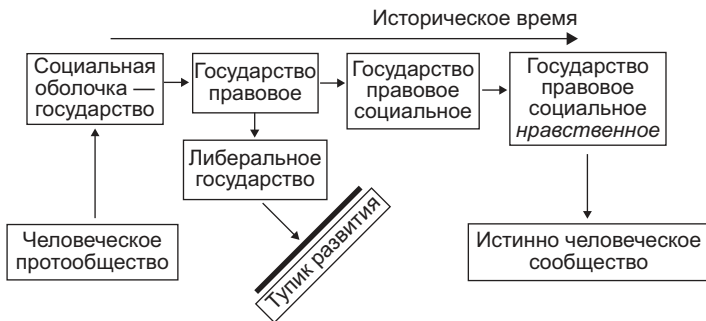 Историческое время
Социальная
оболочка —
государство
Государство
правовое
Государство
правовое
социальное
Государство
правовое
социальное
нравственное
Либеральное
государство
Тупик развития
Человеческое
протообщество
Истинно человеческое
сообщество